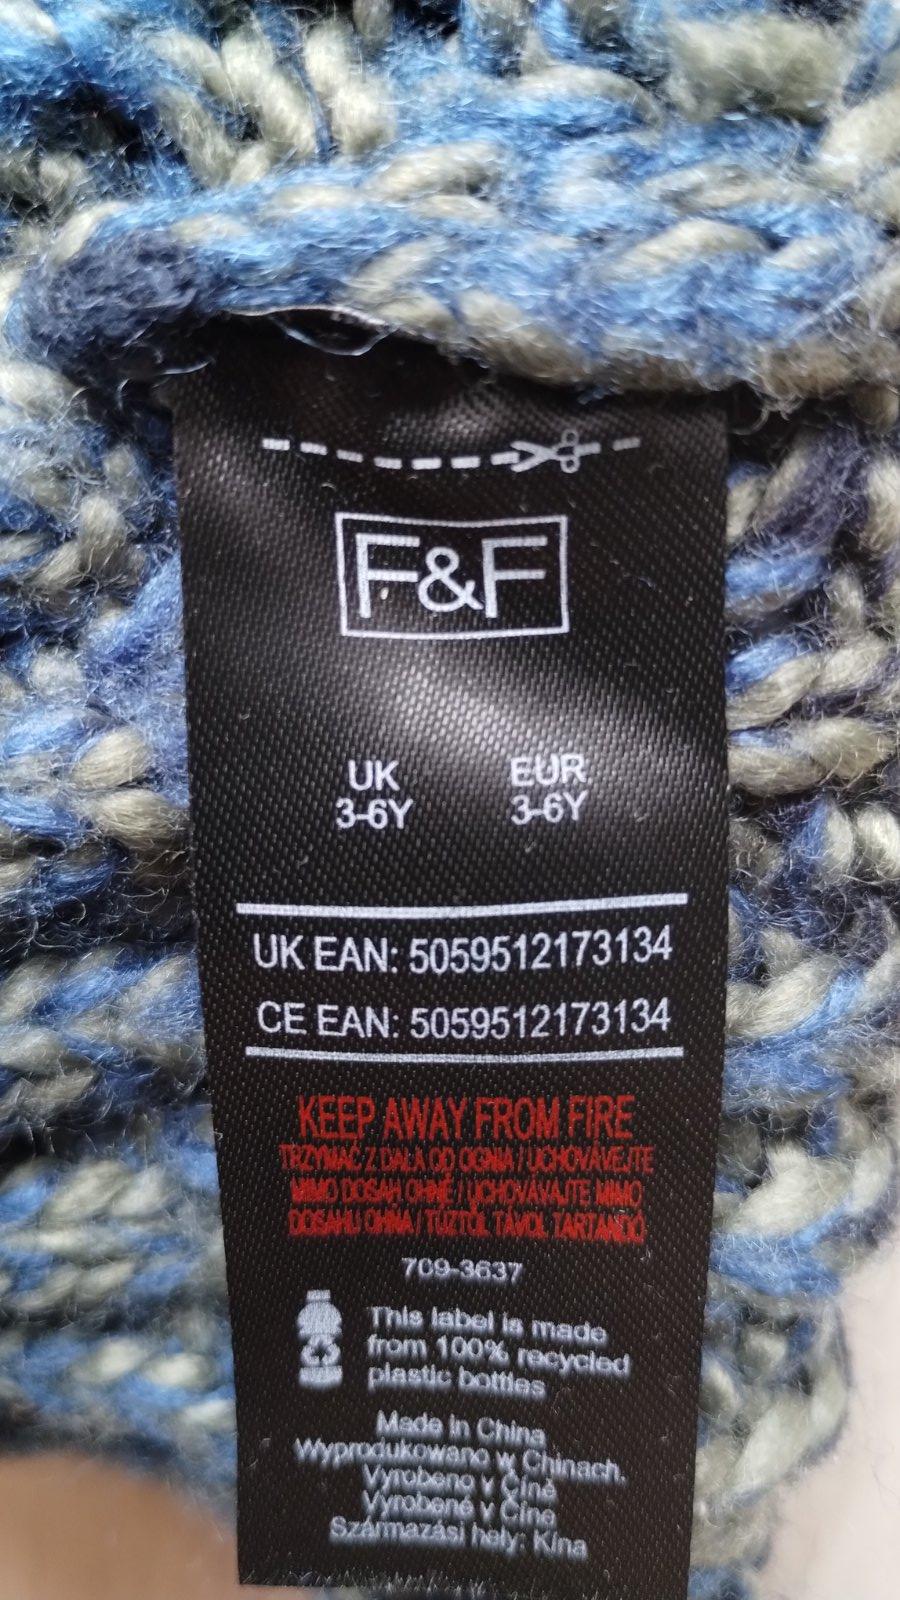 F&F
UK EUR
3-6Y 3-6Y
UK EAN: 5059512173134
CE EAN: 5059512173134
KEEP AWAY FROM FIRE
TRZYMAĆ Z DALA OD OGNIA / UCHOVÁVEJTE
MIMO DOSAH OHNĚ / UCHOVÁVAJTE MIMO
DOSAHU OHŇA / TŰZTŐL TÁVOL TARTANDÓ
709-3637
This label is made
from 100% recycled
plastic bottles
Made in China
Wyprodukowano w Chinach.
Vyrobeno v Číně
Vyrobené v Číne
Származási hely: Kína